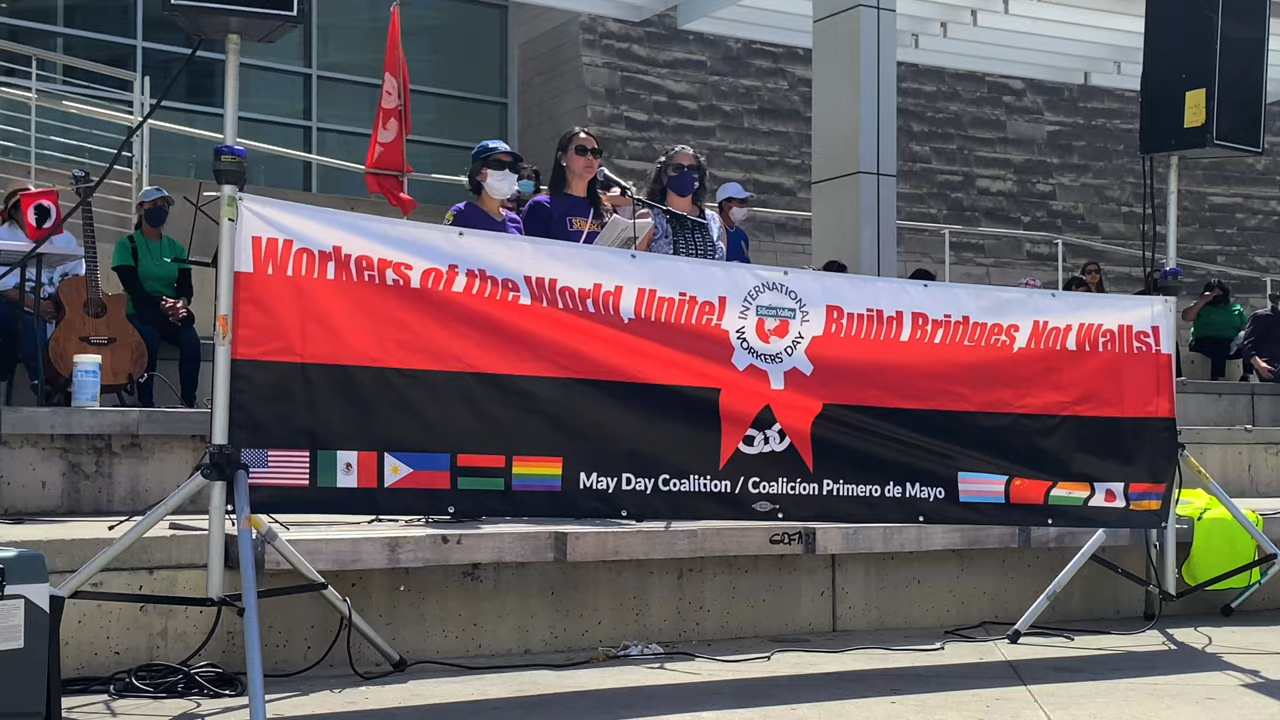 Workers of the World, Unite!
INTERNATIONAL
Silicon Valley
WORKERS' DAY
Build Bridges, Not Walls!
May Day Coalition / Coalicíon Primero de Mayo